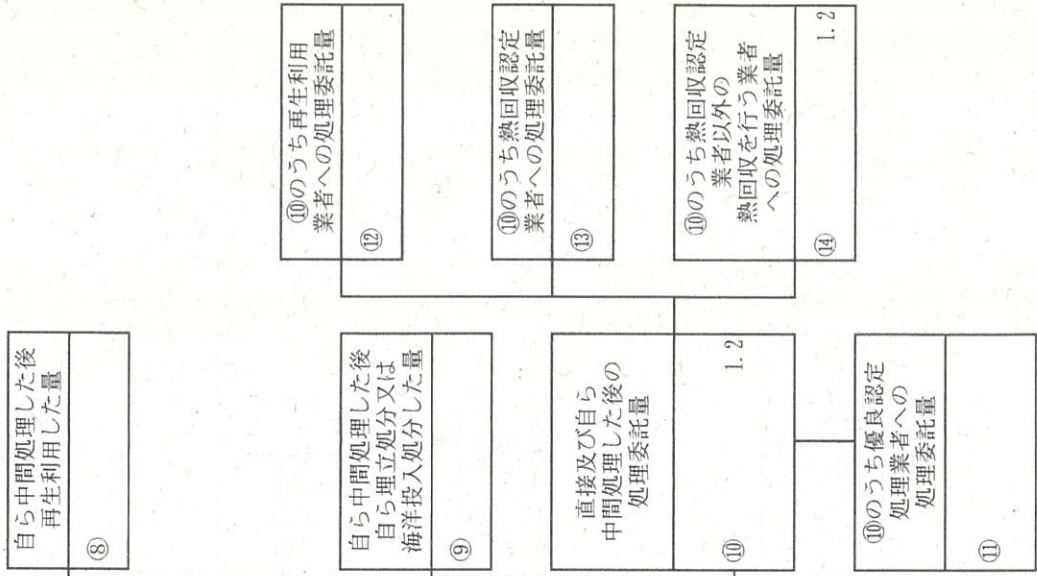 自ら中間処理した後
再生利用した量
⑧
自ら中間処理した後
自ら埋立処分又は
海洋投入処分した量
⑨
直接及び自ら
中間処理した後の
処理委託量
⑩
1.2
⑩のうち優良認定
処理業者への
処理委託量
⑪
⑩のうち再生利用
業者への処理委託量
⑫
⑩のうち熱回収認定
業者への処理委託量
⑬
⑩のうち熱回収認定
業者以外の
熱回収を行う業者
への処理委託量
⑭
1.2